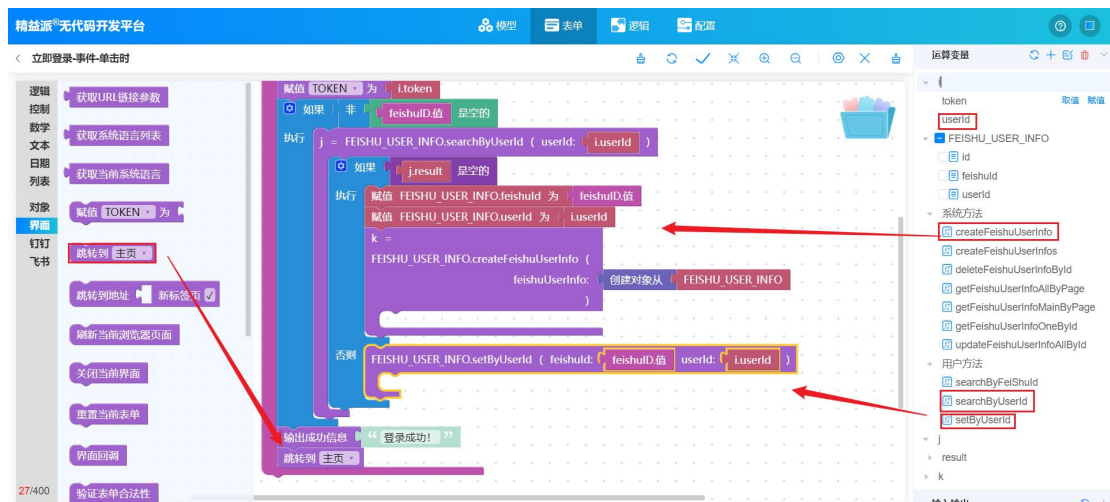 精益派®无代码开发平台
模型
表单
逻辑
配置
立即登录-事件-单击时
运算变量
逻辑
控制
数学
文本
日期
列表
对象
界面
钉钉
飞书
27/400
获取URL链接参数
获取系统语言列表
获取当前系统语言
赋值 TOKEN 为
跳转到 主页
跳转到地址 新标签页
刷新当前浏览器页面
关闭当前界面
重置当前表单
界面回调
验证表单合法性
赋值 TOKEN 为 i.token
如果 非 feishuID.值 是空的
执行 j = FEISHU_USER_INFO.searchByUserId ( userId: i.userId )
如果 j.result 是空的
执行 赋值 FEISHU_USER_INFO.feishuId 为 feishuID.值
赋值 FEISHU_USER_INFO.userId 为 i.userId
k =
FEISHU_USER_INFO.createFeishuUserInfo (
feishuUserInfo: 创建对象从 FEISHU_USER_INFO
)
否则 FEISHU_USER_INFO.setByUserId ( feishuId: feishuID.值 userId: i.userId )
输出成功信息 “ 登录成功! ”
跳转到 主页
i
token 取值 赋值
userId
FEISHU_USER_INFO
id
feishuId
userId
系统方法
createFeishuUserInfo
createFeishuUserInfos
deleteFeishuUserInfoById
getFeishuUserInfoAllByPage
getFeishuUserInfoMainByPage
getFeishuUserInfoOneById
updateFeishuUserInfoAllById
用户方法
searchByFeiShuId
searchByUserId
setByUserId
j
result
k
输入输出